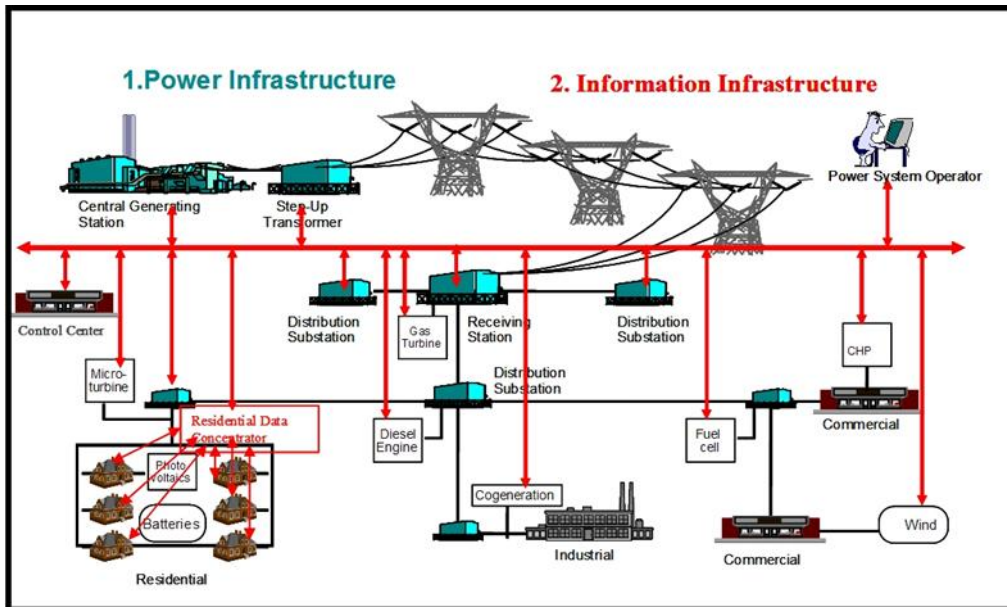 1.Power Infrastructure
2. Information Infrastructure
Central Generating
Station
Step-Up
Transformer
Power System Operator
Control Center
Distribution
Substation
Gas
Turbine
Receiving
Station
Distribution
Substation
CHP
Micro-
turbine
Distribution
Substation
Residential Data
Concentrator
Diesel
Engine
Fuel
cell
Commercial
Photo
voltaics
Batteries
Cogeneration
Industrial
Commercial
Wind
Residential